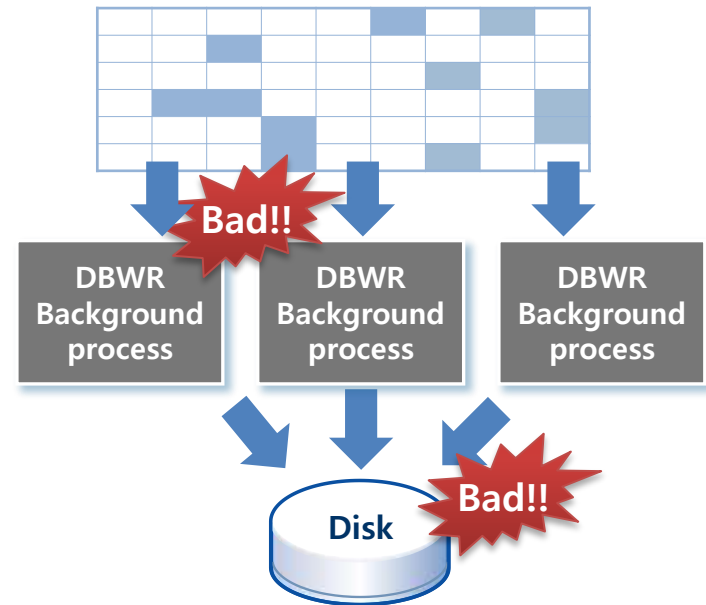 Bad!!
DBWR
Background
process
DBWR
Background
process
DBWR
Background
process
Bad!!
Disk